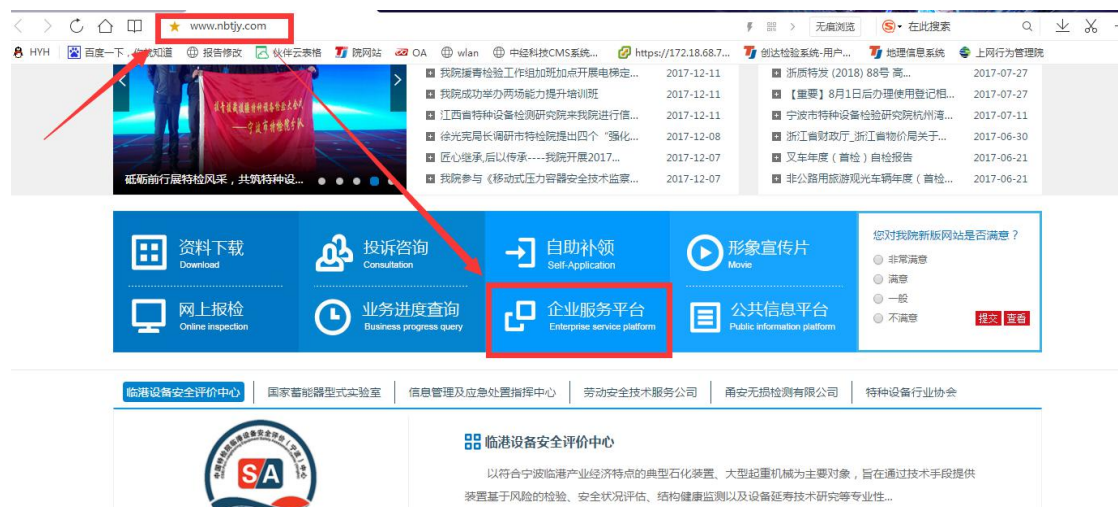 www.nbtjy.com
无痕浏览
在此搜索
HYH
百度一下，你就知道
报告修改
伙伴云表格
院网站
OA
wlan
中经科技CMS系统...
https://172.18.68.7...
创达检验系统-用户...
地理信息系统
上网行为管理院
砥砺前行展特检风采，共筑特种设...
我院援青检验工作组加班加点开展电梯定... 2017-12-11
我院成功举办两场能力提升培训班 2017-12-11
江西省特种设备检测研究院来我院进行信... 2017-12-11
徐光宪局长调研市特检院提出四个“强化... 2017-12-08
匠心继承,后以传承----我院开展2017... 2017-12-07
我院参与《移动式压力容器安全技术监察... 2017-12-07
浙质特发 (2018) 88号 高... 2017-07-27
【重要】8月1日后办理使用登记相... 2017-07-27
宁波市特种设备检验研究院杭州湾... 2017-07-11
浙江省财政厅_浙江省物价局关于... 2017-06-30
叉车年度（首检）自检报告 2017-06-21
非公路用旅游观光车辆年度（首检... 2017-06-21
资料下载
Download
投诉咨询
Consultation
自助补领
Self-Application
形象宣传片
Movie
网上报检
Online inspection
业务进度查询
Business progress query
企业服务平台
Enterprise service platform
公共信息平台
Public information platform
您对我院新版网站是否满意？
非常满意
满意
一般
不满意
提交 查看
临港设备安全评价中心
国家蓄能器型式实验室
信息管理及应急处置指挥中心
劳动安全技术服务公司
甬安无损检测有限公司
特种设备行业协会
SA
临港设备安全评价中心
以符合宁波临港产业经济特点的典型石化装置、大型起重机械为主要对象，旨在通过技术手段提供
装置基于风险的检验、安全状况评估、结构健康监测以及设备延寿技术研究等专业性...